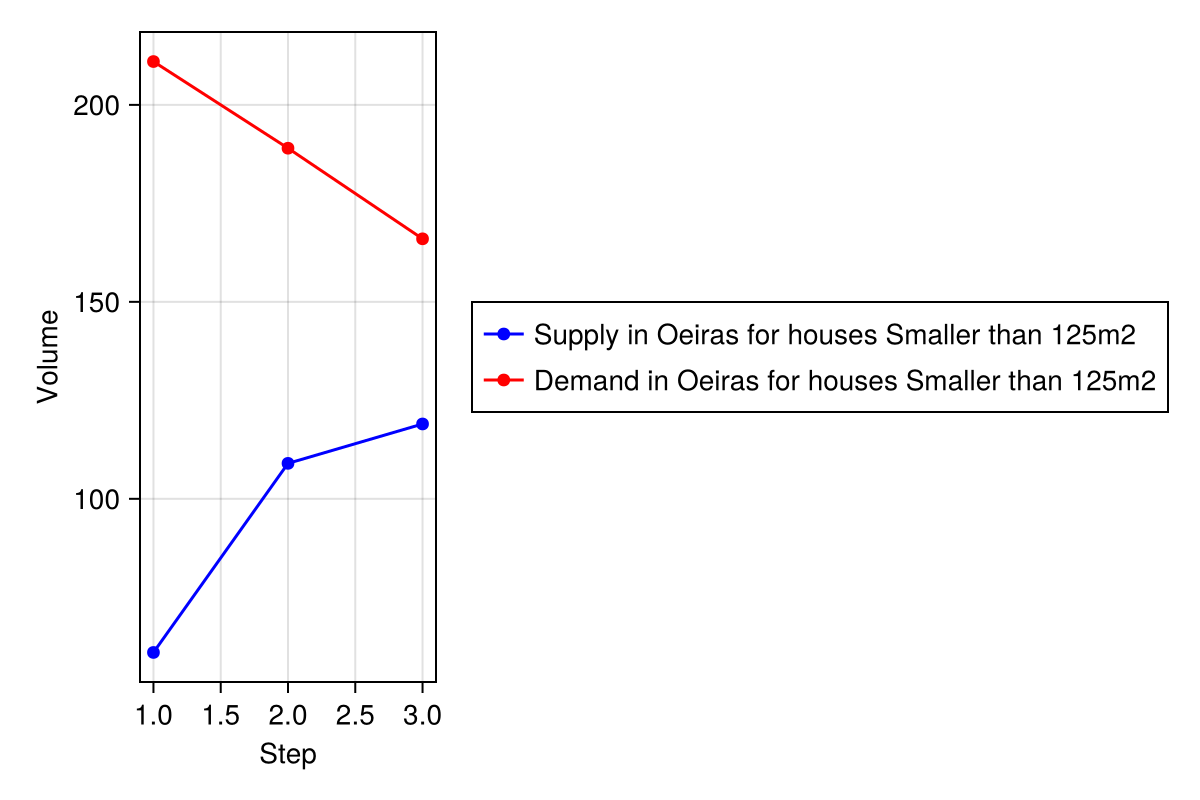 200
150
100
Volume
1.0 1.5 2.0 2.5 3.0
Step
Supply in Oeiras for houses Smaller than 125m2
Demand in Oeiras for houses Smaller than 125m2